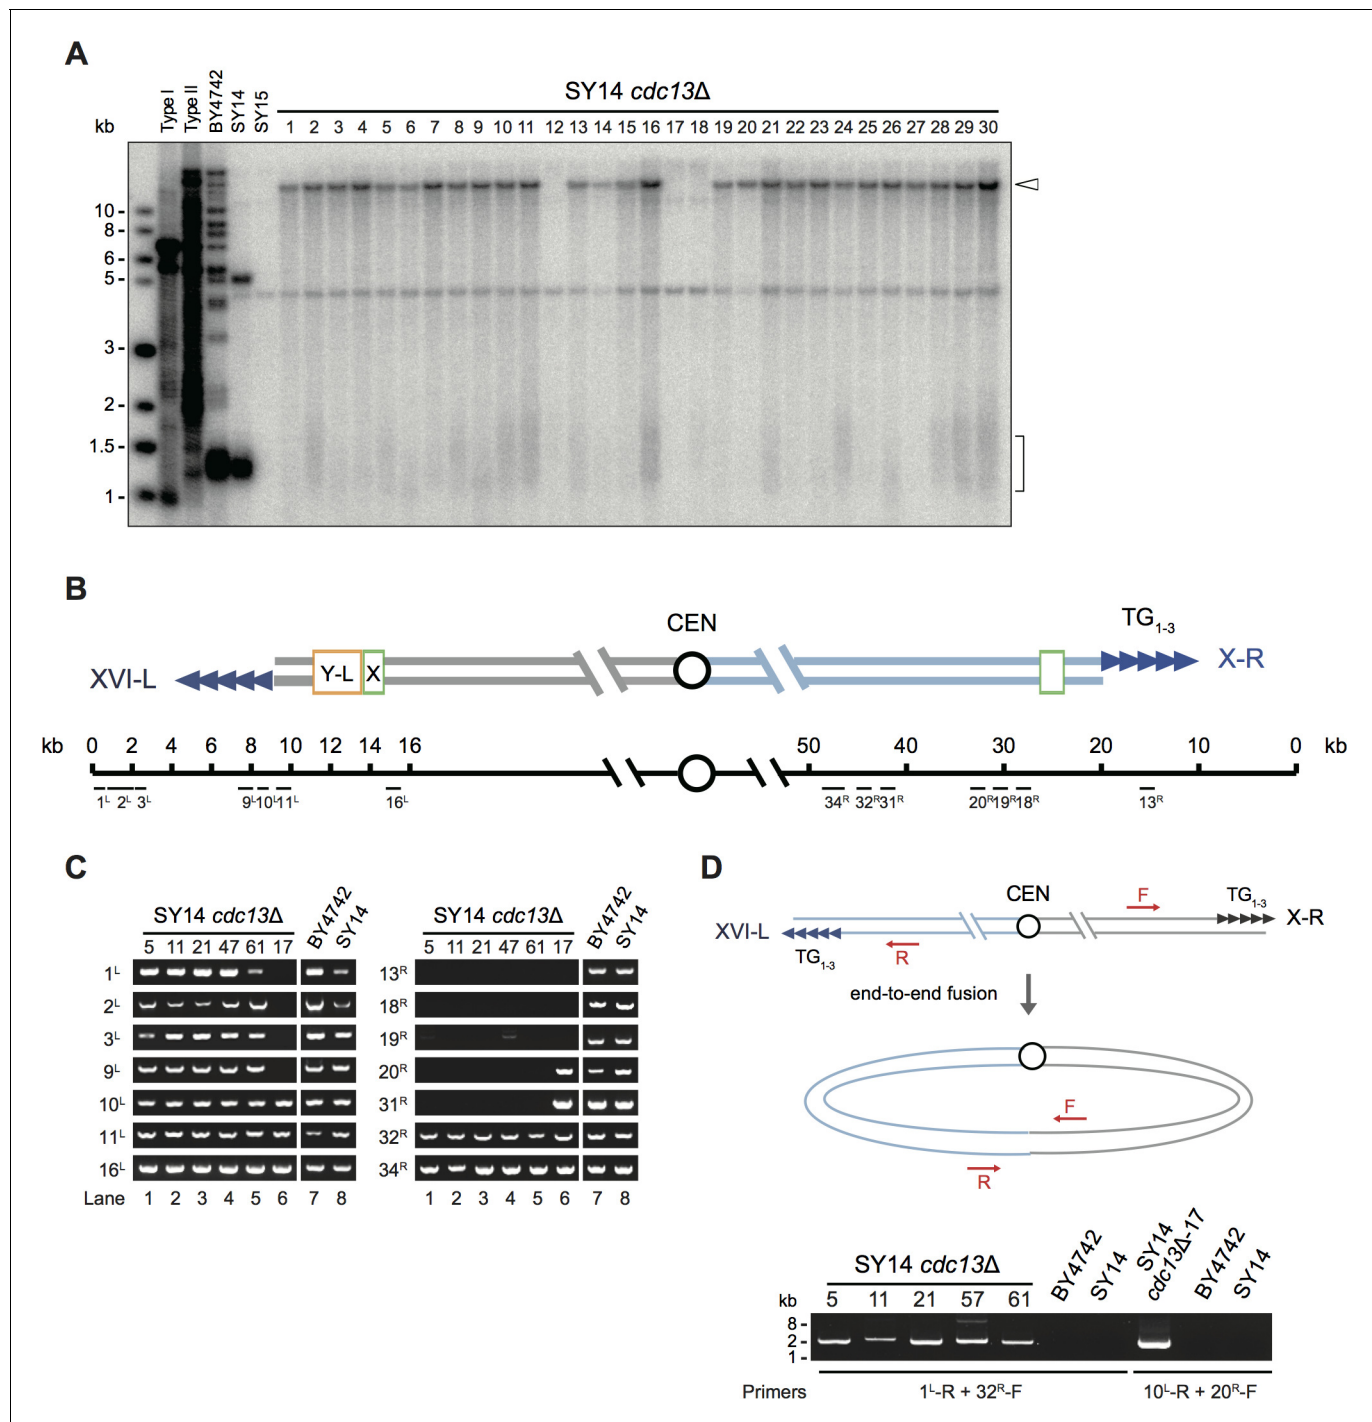 A
Type I
Type II
BY4742
SY14
SY15
SY14 cdc13Δ
kb
1 2 3 4 5 6 7 8 9 10 11 12 13 14 15 16 17 18 19 20 21 22 23 24 25 26 27 28 29 30
10
8
6
5
3
2
1.5
1
B
CEN
TG1-3
XVI-L
Y-L
X
X-R
kb 0 2 4 6 8 10 12 14 16 50 40 30 20 10 0 kb
1L 2L 3L 9L 10L 11L 16L 34R 32R 31R 20R 19R 18R 13R
C
SY14 cdc13Δ
BY4742
SY14
5 11 21 47 61 17
1L
2L
3L
9L
10L
11L
16L
Lane 1 2 3 4 5 6 7 8
SY14 cdc13Δ
BY4742
SY14
5 11 21 47 61 17
13R
18R
19R
20R
31R
32R
34R
1 2 3 4 5 6 7 8
D
CEN
F
TG1-3
X-R
XVI-L
TG1-3
R
end-to-end fusion
F
R
SY14 cdc13Δ
BY4742
SY14
SY14
cdc13Δ-17
BY4742
SY14
kb
5 11 21 57 61
8
2
1
Primers
1L-R + 32R-F
10L-R + 20R-F